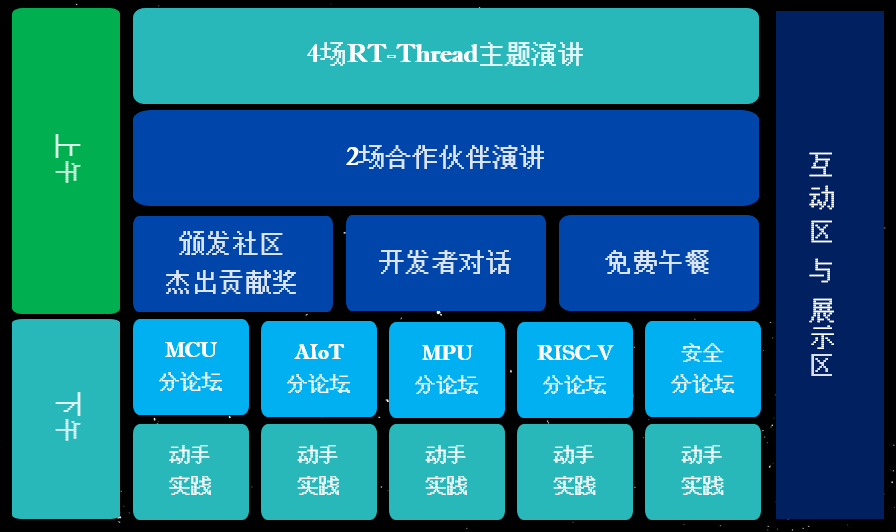 上午
4场RT-Thread主题演讲
2场合作伙伴演讲
颁发社区
杰出贡献奖
开发者对话
免费午餐
下午
MCU
分论坛
AIoT
分论坛
MPU
分论坛
RISC-V
分论坛
安全
分论坛
动手
实践
动手
实践
动手
实践
动手
实践
动手
实践
互动区与展示区